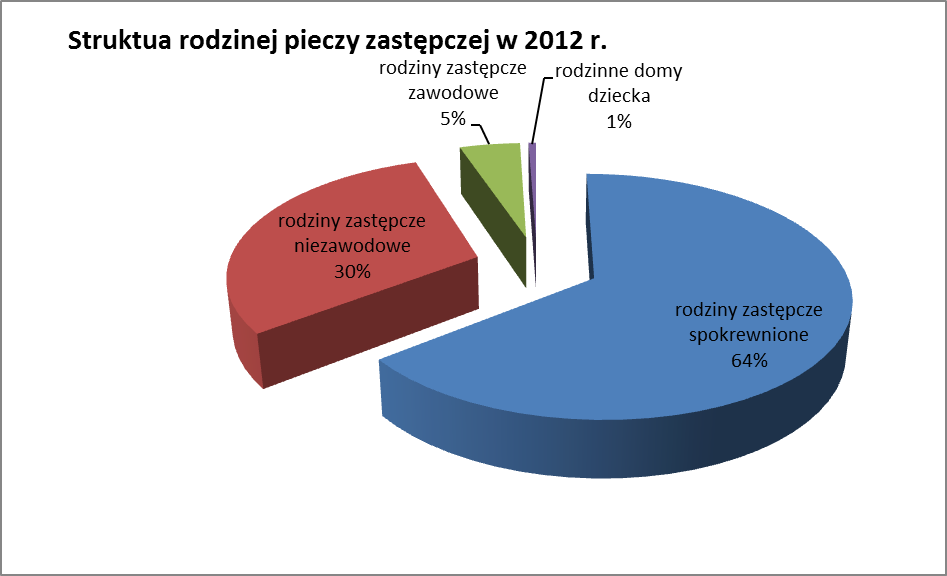 Struktua rodzinej pieczy zastępczej w 2012 r.
rodziny zastępcze
zawodowe
5%
rodzinne domy
dziecka
1%
rodziny zastępcze
niezawodowe
30%
rodziny zastępcze
spokrewnione
64%